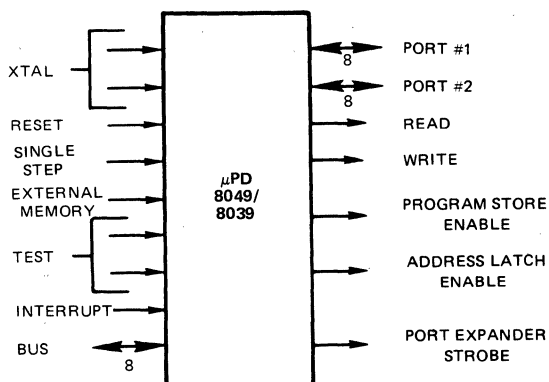 XTAL
RESET
SINGLE
STEP
EXTERNAL
MEMORY
TEST
INTERRUPT
BUS
8
μPD
8049/
8039
8
PORT #1
8
PORT #2
READ
WRITE
PROGRAM STORE
ENABLE
ADDRESS LATCH
ENABLE
PORT EXPANDER
STROBE